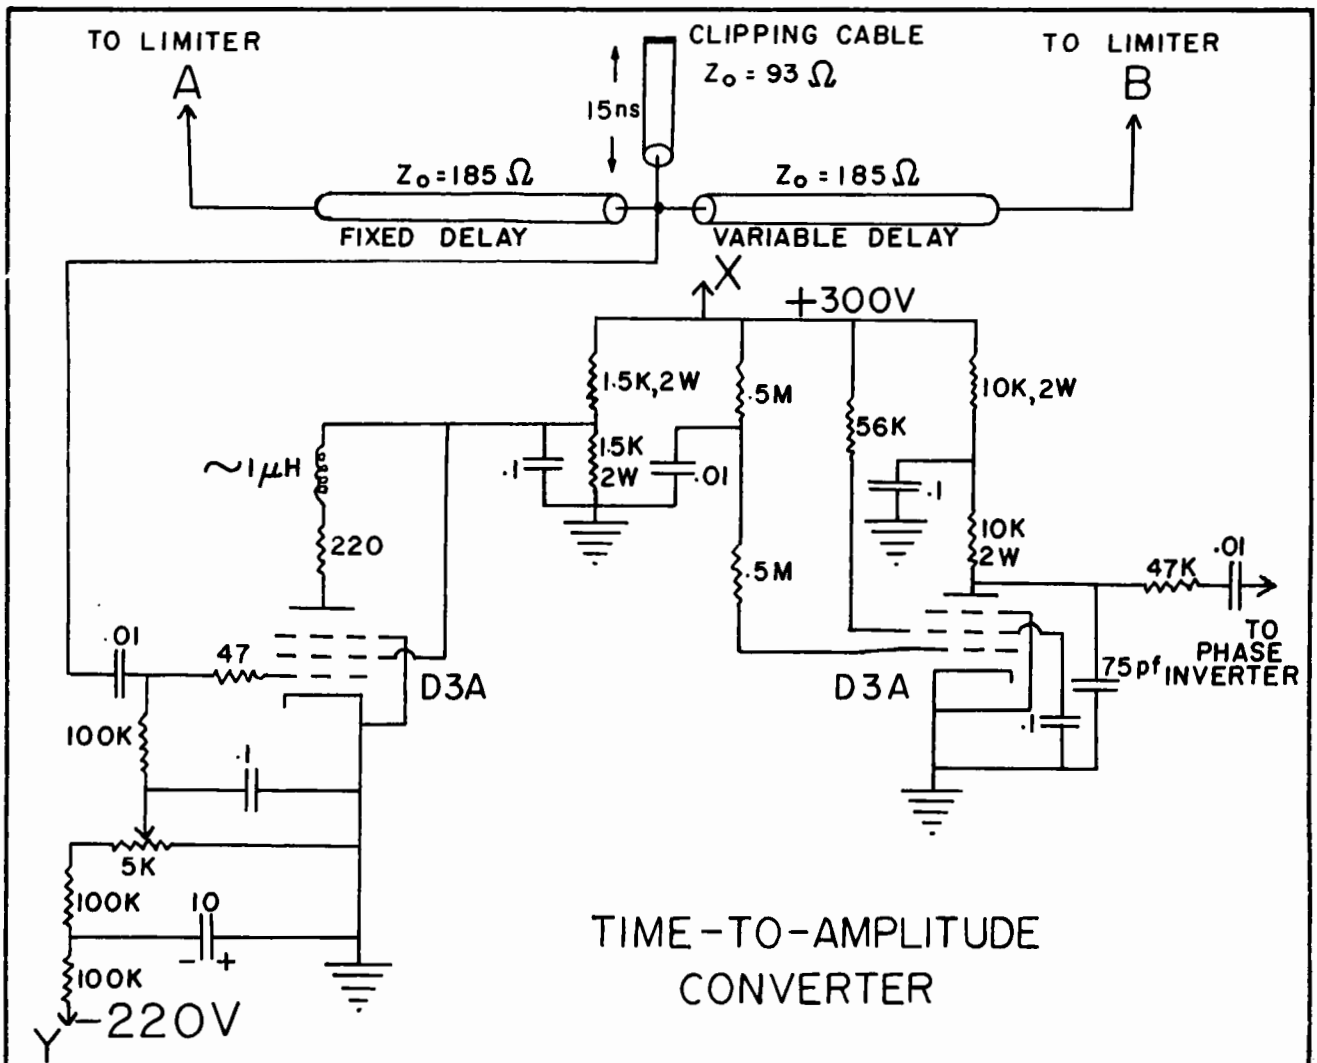 TO LIMITER
A
CLIPPING CABLE
Zo = 93 Ω
TO LIMITER
B
15ns
Zo = 185 Ω
Zo = 185 Ω
FIXED DELAY
VARIABLE DELAY
X
+300V
1.5K, 2W
.5M
10K, 2W
56K
~1μH
.1
1.5K
2W
.01
.1
220
10K
2W
.5M
47K
.01
.01
47
D3A
D3A
75pf
TO
PHASE
INVERTER
100K
.1
.1
5K
100K
10
- +
100K
TIME-TO-AMPLITUDE
CONVERTER
Y
-220V